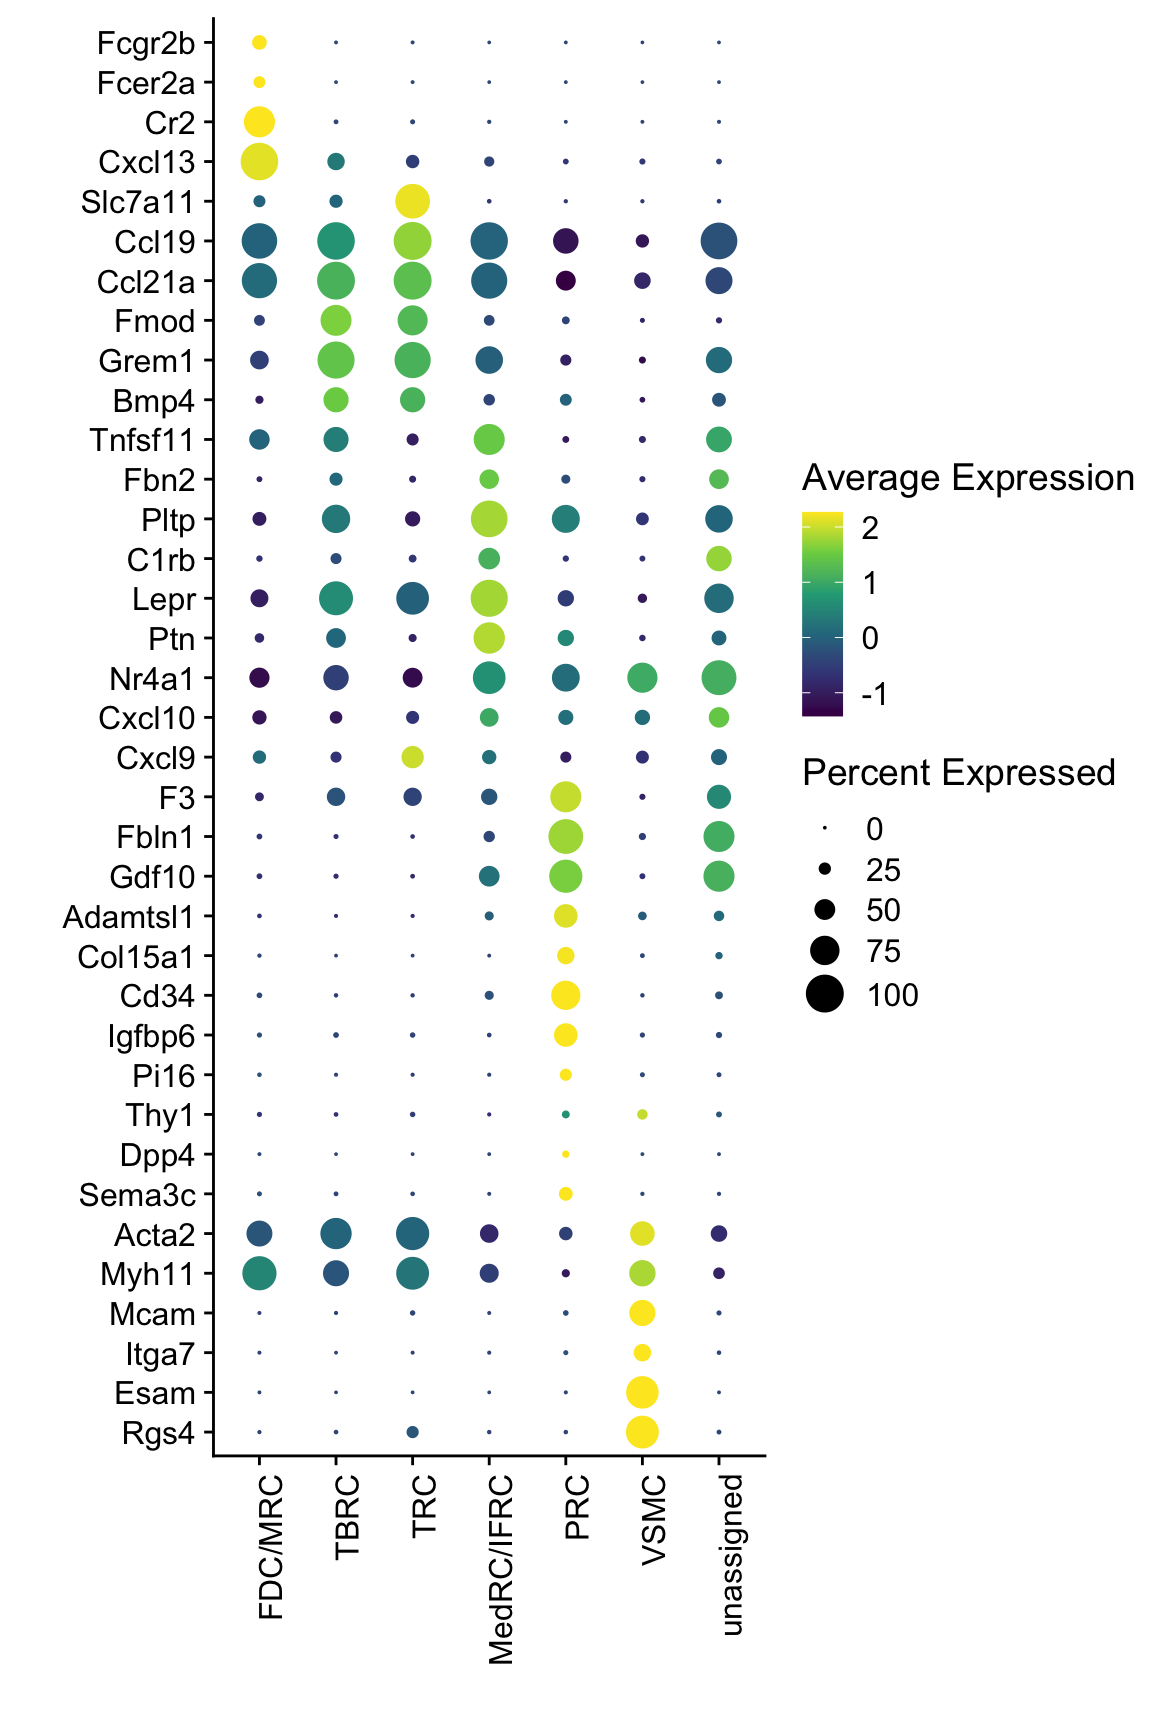 Fcgr2b
Fcer2a
Cr2
Cxcl13
Slc7a11
Ccl19
Ccl21a
Fmod
Grem1
Bmp4
Tnfsf11
Fbn2
Pltp
C1rb
Lepr
Ptn
Nr4a1
Cxcl10
Cxcl9
F3
Fbln1
Gdf10
Adamtsl1
Col15a1
Cd34
Igfbp6
Pi16
Thy1
Dpp4
Sema3c
Acta2
Myh11
Mcam
Itga7
Esam
Rgs4
FDC/MRC
TBRC
TRC
MedRC/IFRC
PRC
VSMC
unassigned
Average Expression
2
1
0
-1
Percent Expressed
0
25
50
75
100